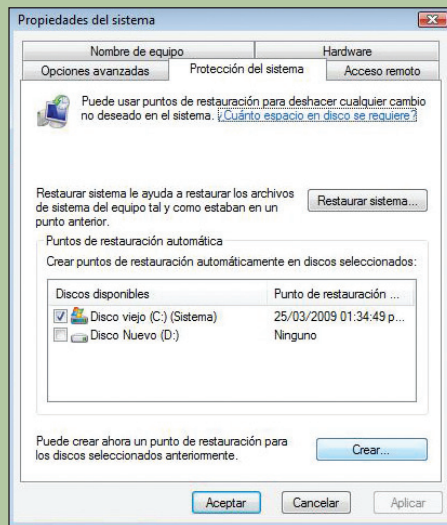 Propiedades del sistema
Nombre de equipo
Hardware
Opciones avanzadas
Protección del sistema
Acceso remoto
Puede usar puntos de restauración para deshacer cualquier cambio
no deseado en el sistema. ¿Cuánto espacio en disco se requiere?
Restaurar sistema le ayuda a restaurar los archivos
de sistema del equipo tal y como estaban en un
punto anterior.
Restaurar sistema...
Puntos de restauración automática
Crear puntos de restauración automáticamente en discos seleccionados:
Discos disponibles
Punto de restauración ...
Disco viejo (C:) (Sistema)
25/03/2009 01:34:49 p...
Disco Nuevo (D:)
Ninguno
Puede crear ahora un punto de restauración para
los discos seleccionados anteriormente.
Crear...
Aceptar
Cancelar
Aplicar